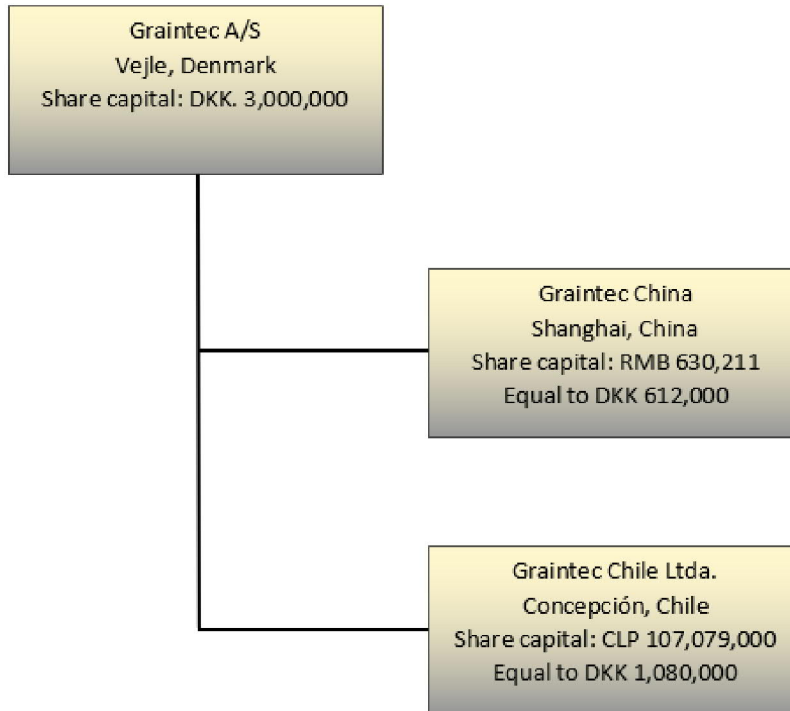 Graintec A/S
Vejle, Denmark
Share capital: DKK. 3,000,000
Graintec China
Shanghai, China
Share capital: RMB 630,211
Equal to DKK 612,000
Graintec Chile Ltda.
Concepción, Chile
Share capital: CLP 107,079,000
Equal to DKK 1,080,000